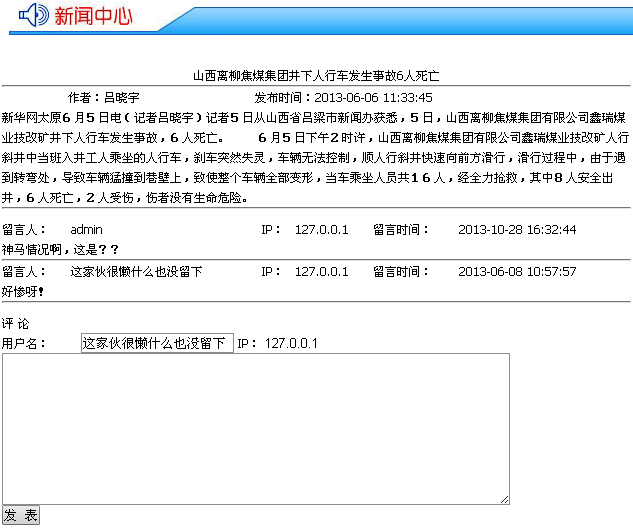 新闻中心
山西离柳焦煤集团井下人行车发生事故6人死亡
作者：吕晓宇 发布时间：2013-06-06 11:33:45
新华网太原6月5日电（记者吕晓宇）记者5日从山西省吕梁市新闻办获悉，5日，山西离柳焦煤集团有限公司鑫瑞煤
业技改矿井下人行车发生事故，6人死亡。 6月5日下午2时许，山西离柳焦煤集团有限公司鑫瑞煤业技改矿人行
斜井中当班入井工人乘坐的人行车，刹车突然失灵，车辆无法控制，顺人行斜井快速向前方滑行，滑行过程中，由于遇
到转弯处，导致车辆猛撞到巷壁上，致使整个车辆全部变形，当车乘坐人员共16人，经全力抢救，其中8人安全出
井，6人死亡，2人受伤，伤者没有生命危险。
留言人： admin IP： 127.0.0.1 留言时间： 2013-10-28 16:32:44
神马情况啊，这是？？
留言人： 这家伙很懒什么也没留下 IP： 127.0.0.1 留言时间： 2013-06-08 10:57:57
好惨呀！
评 论
用户名： 这家伙很懒什么也没留下 IP： 127.0.0.1
发 表